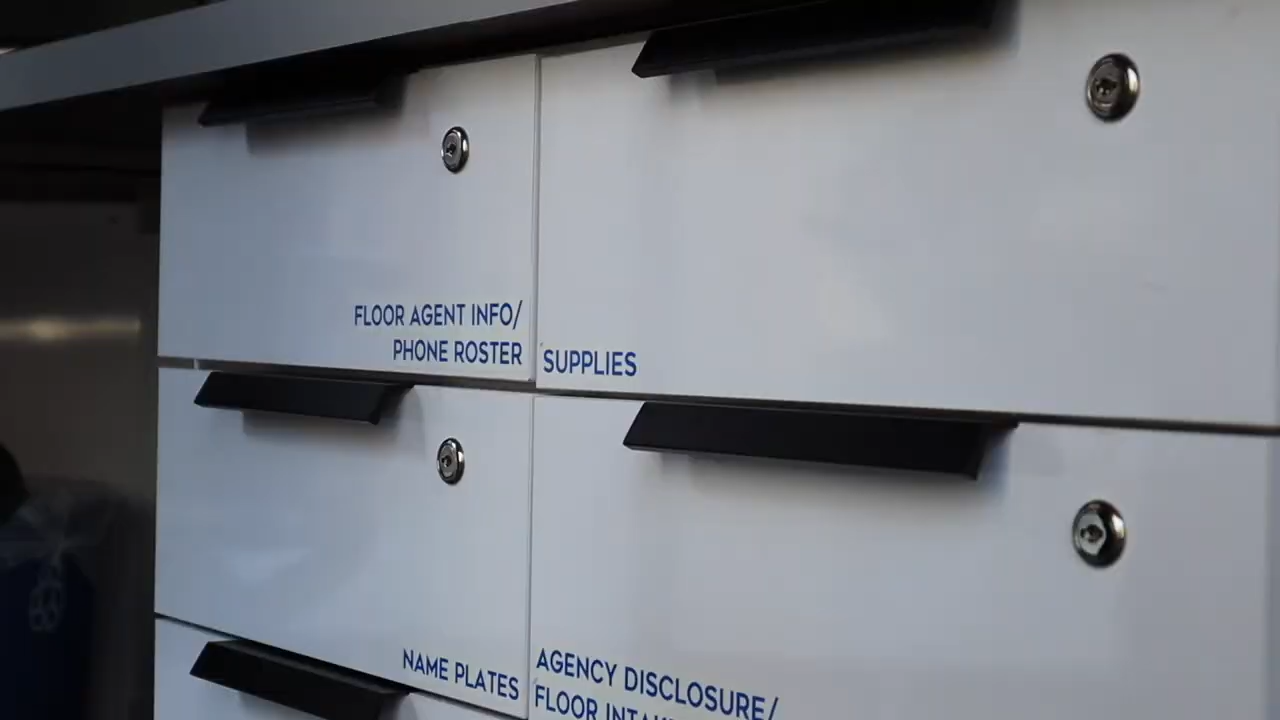 FLOOR AGENT INFO/
PHONE ROSTER
SUPPLIES
NAME PLATES
AGENCY DISCLOSURE/
FLOOR